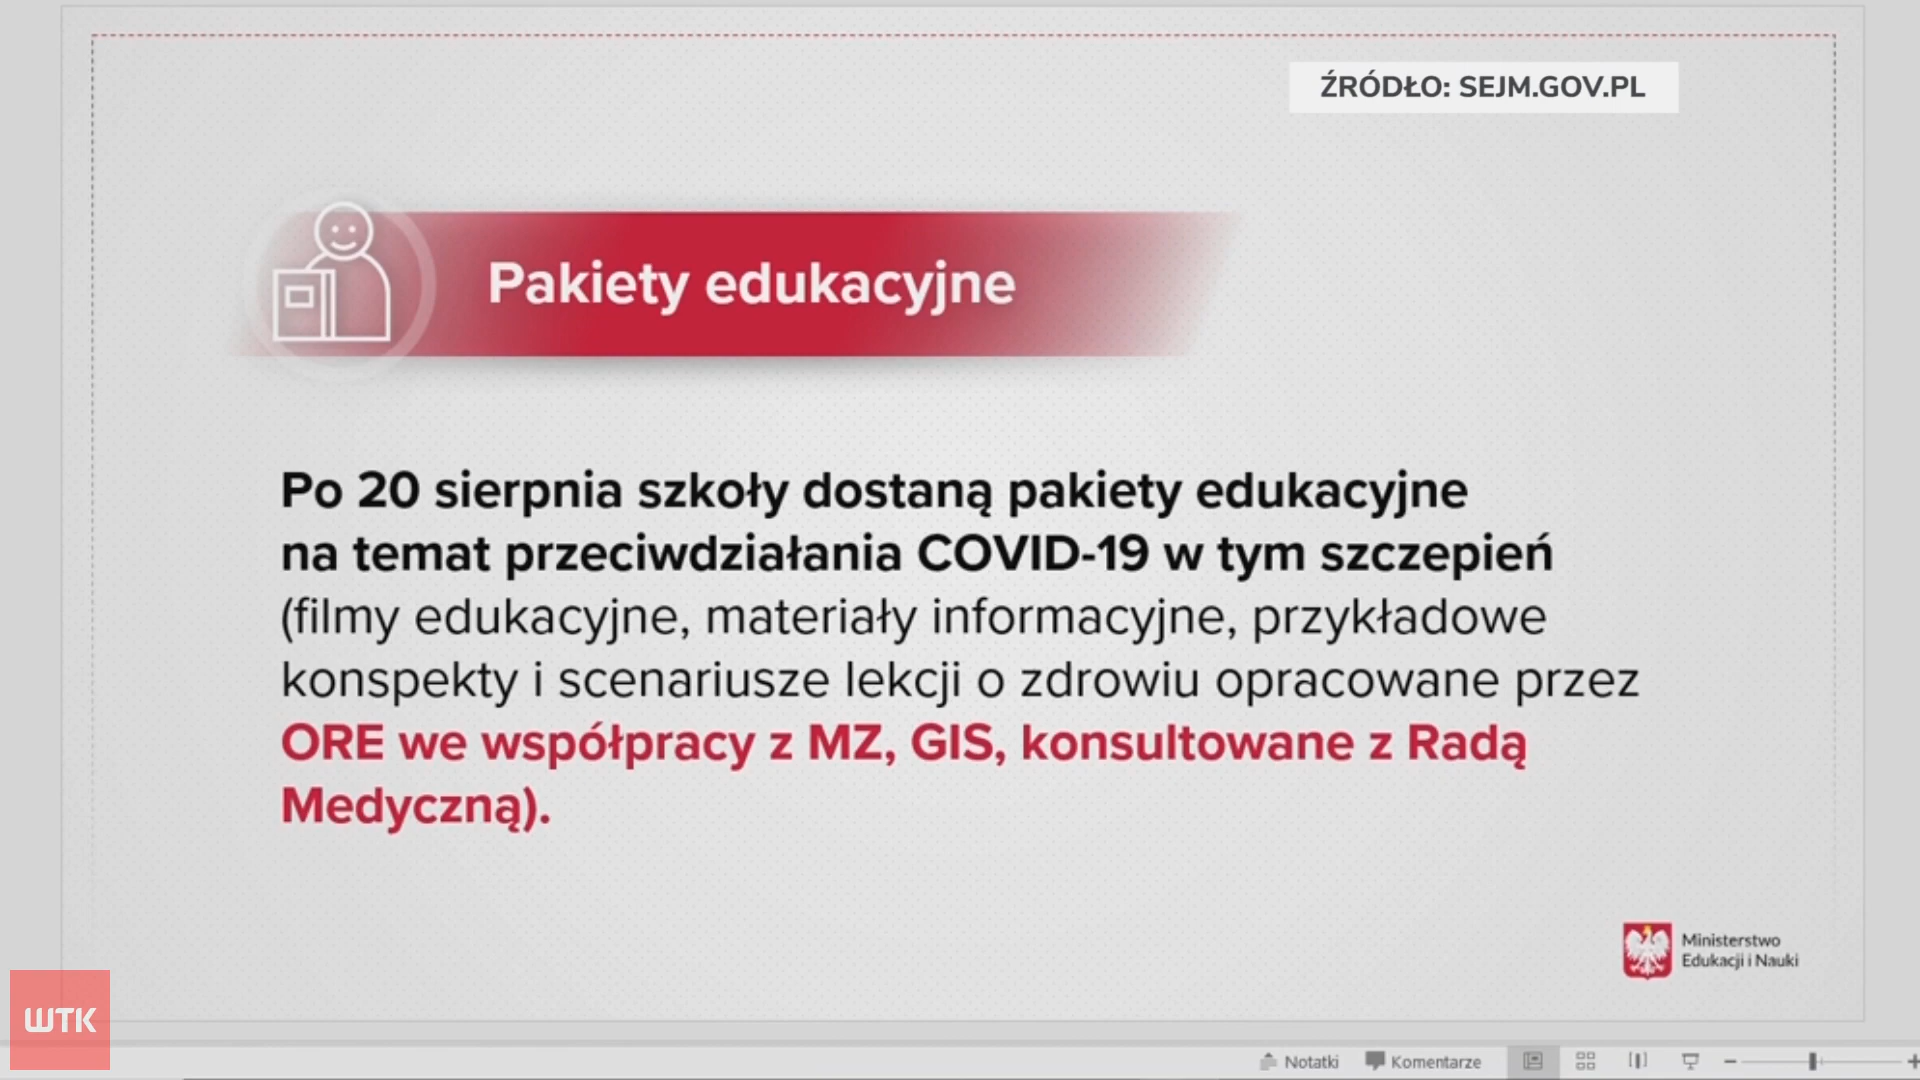 ŹRÓDŁO: SEJM.GOV.PL
Pakiety edukacyjne
Po 20 sierpnia szkoły dostaną pakiety edukacyjne
na temat przeciwdziałania COVID-19 w tym szczepień
(filmy edukacyjne, materiały informacyjne, przykładowe
konspekty i scenariusze lekcji o zdrowiu opracowane przez
ORE we współpracy z MZ, GIS, konsultowane z Radą
Medyczną).
Ministerstwo
Edukacji i Nauki
WTK
Notatki Komentarze